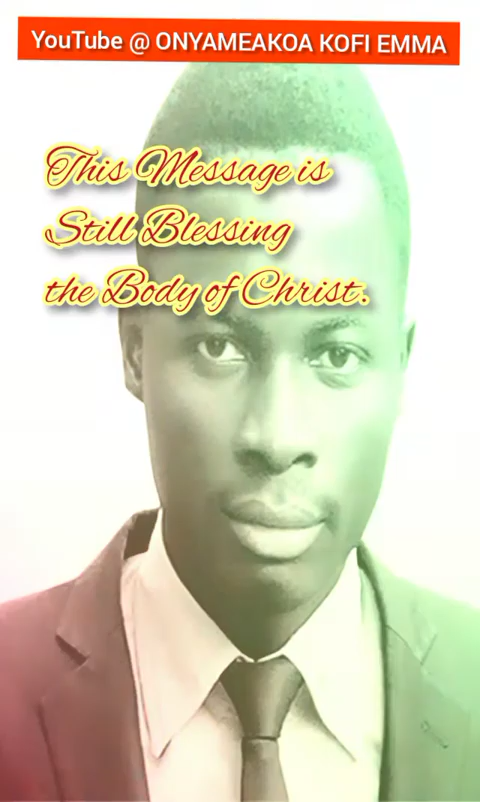 YouTube @ ONYAMEAKOA KOFI EMMA
This Message is
Still Blessing
the Body of Christ.